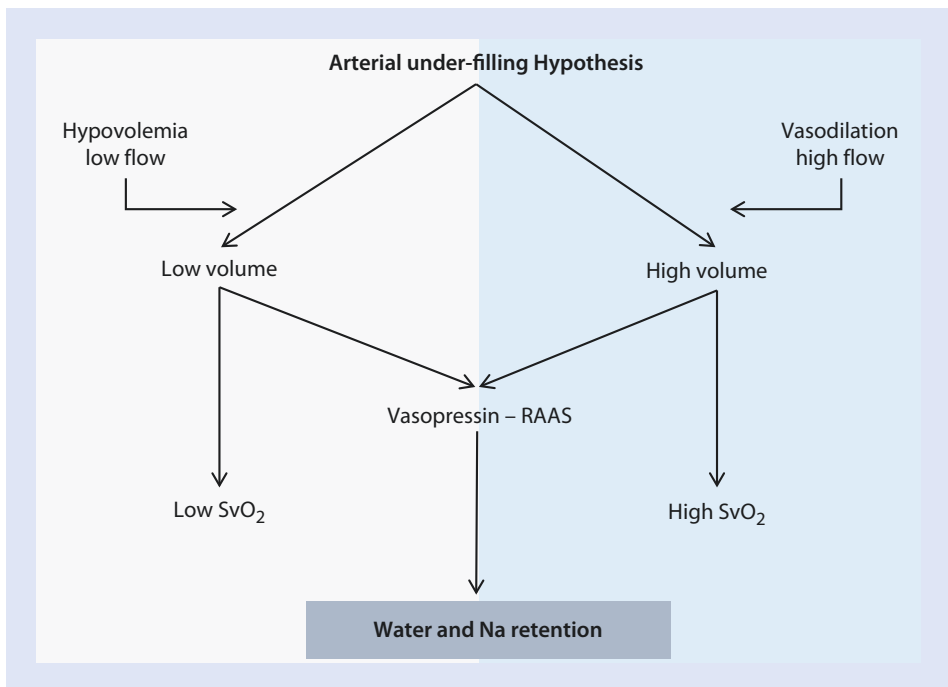 Arterial under-filling Hypothesis
Hypovolemia
low flow
Vasodilation
high flow
Low volume
High volume
Vasopressin – RAAS
Low SvO₂
High SvO₂
Water and Na retention